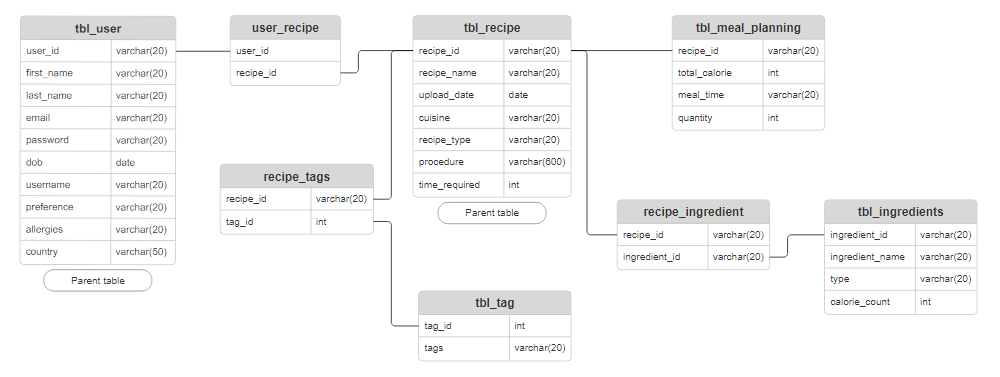 tbl_user
user_id varchar(20)
first_name varchar(20)
last_name varchar(20)
email varchar(20)
password varchar(20)
dob date
username varchar(20)
preference varchar(20)
allergies varchar(20)
country varchar(50)
Parent table
user_recipe
user_id
recipe_id
recipe_tags
recipe_id varchar(20)
tag_id int
tbl_recipe
recipe_id varchar(20)
recipe_name varchar(20)
upload_date date
cuisine varchar(20)
recipe_type varchar(20)
procedure varchar(600)
time_required int
Parent table
tbl_tag
tag_id int
tags varchar(20)
tbl_meal_planning
recipe_id varchar(20)
total_calorie int
meal_time varchar(20)
quantity int
recipe_ingredient
recipe_id varchar(20)
ingredient_id varchar(20)
tbl_ingredients
ingredient_id varchar(20)
ingredient_name varchar(20)
type varchar(20)
calorie_count int